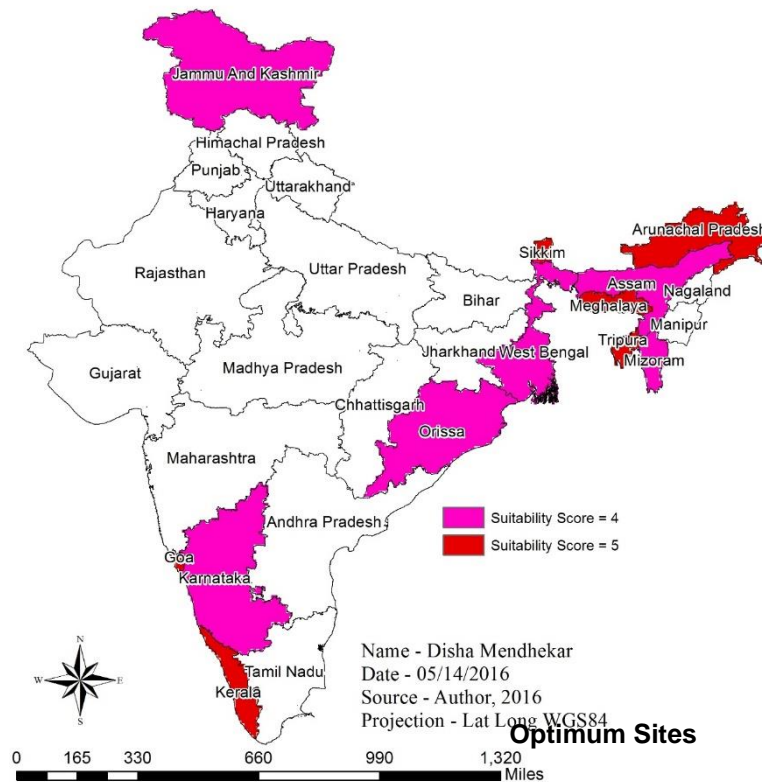 Jammu And Kashmir
Himachal Pradesh
Punjab
Uttarakhand
Haryana
Arunachal Pradesh
Sikkim
Rajasthan
Uttar Pradesh
Assam
Nagaland
Bihar
Meghalaya
Manipur
Tripura
Mizoram
Jharkhand
West Bengal
Gujarat
Madhya Pradesh
Chhattisgarh
Orissa
Maharashtra
Andhra Pradesh
Suitability Score = 4
Suitability Score = 5
Goa
Karnataka
N
W E
S
Tamil Nadu
Kerala
Name - Disha Mendhekar
Date - 05/14/2016
Source - Author, 2016
Projection - Lat Long WGS84
Optimum Sites
0 165 330 660 990 1,320
Miles